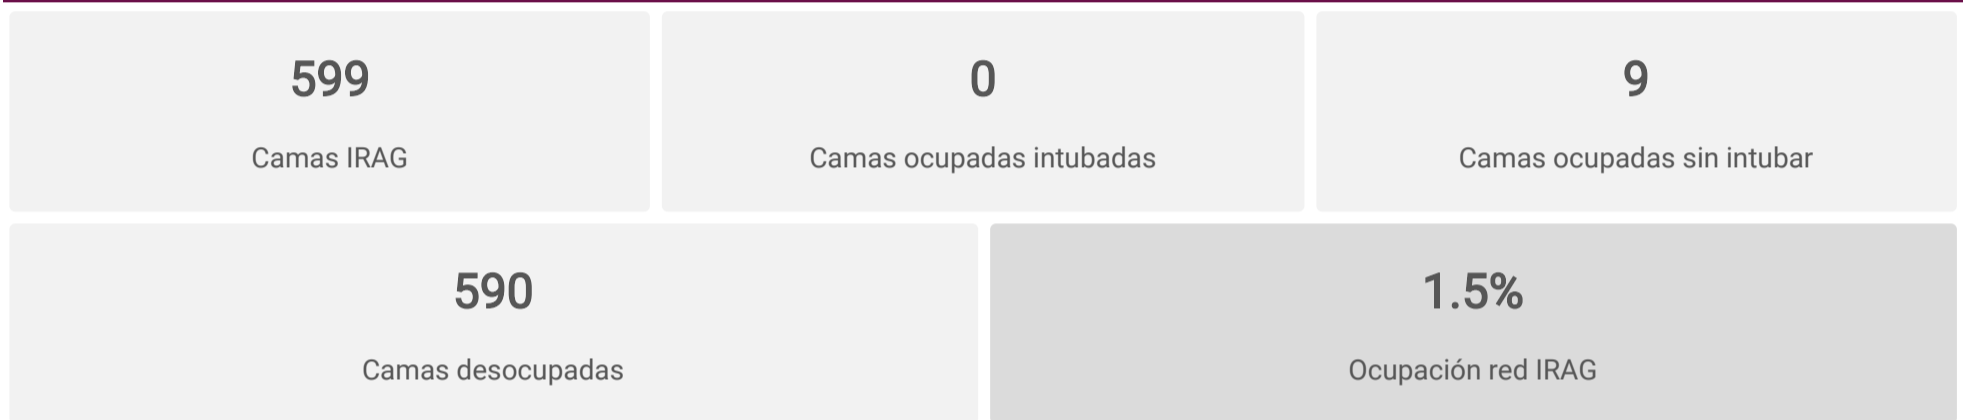 599
Camas IRAG
0
Camas ocupadas intubadas
9
Camas ocupadas sin intubar
590
Camas desocupadas
1.5%
Ocupación red IRAG